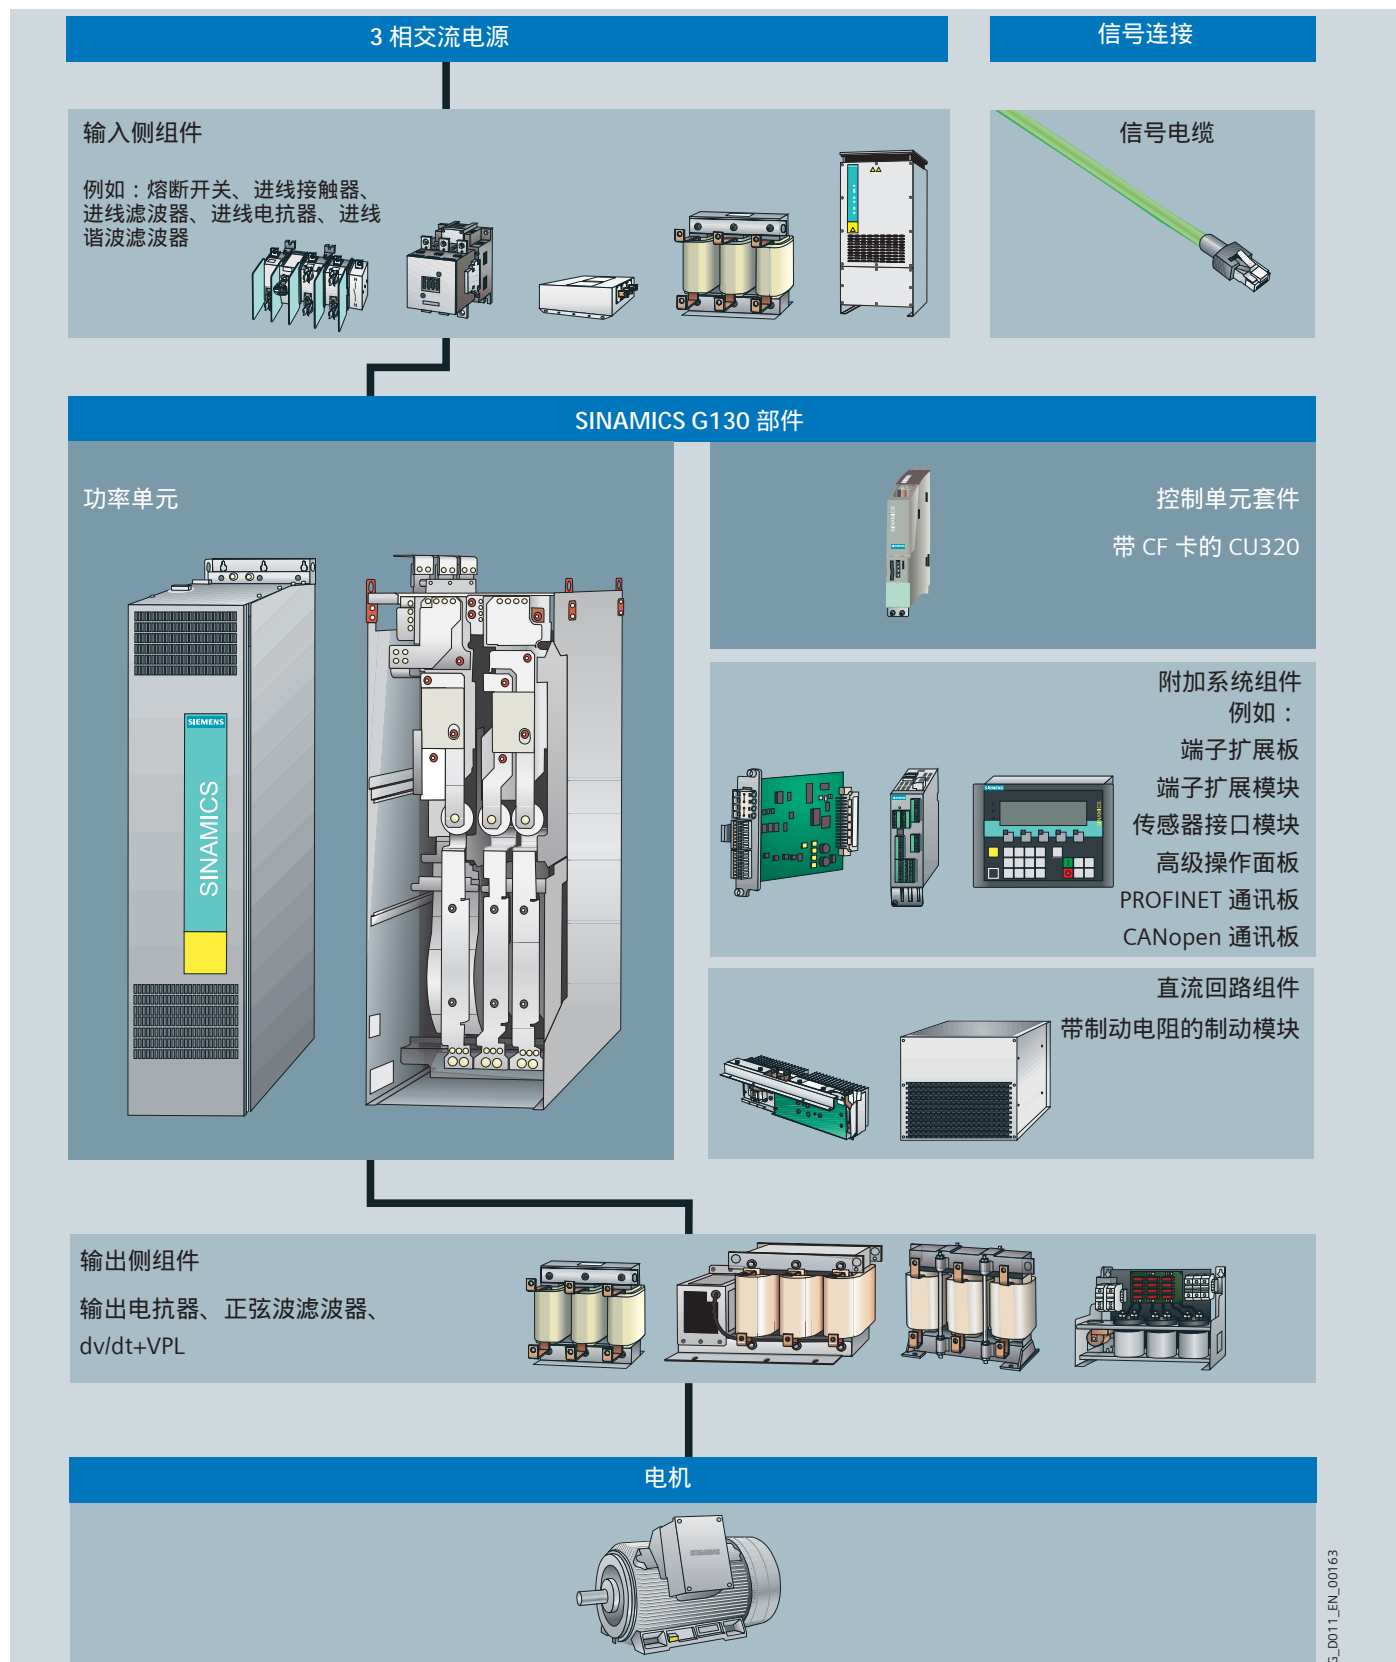 3 相交流电源
信号连接
输入侧组件
例如：熔断开关、进线接触器、
进线滤波器、进线电抗器、进线
谐波滤波器
信号电缆
SINAMICS G130 部件
功率单元
SIEMENS
SINAMICS
控制单元套件
带 CF 卡的 CU320
SINAMICS
附加系统组件
例如：
端子扩展板
端子扩展模块
传感器接口模块
高级操作面板
PROFINET 通讯板
CANopen 通讯板
SIEMENS
SINAMICS
直流回路组件
带制动电阻的制动模块
输出侧组件
输出电抗器、正弦波滤波器、
dv/dt+VPL
电机
SIEMENS
G_D011_EN_00163